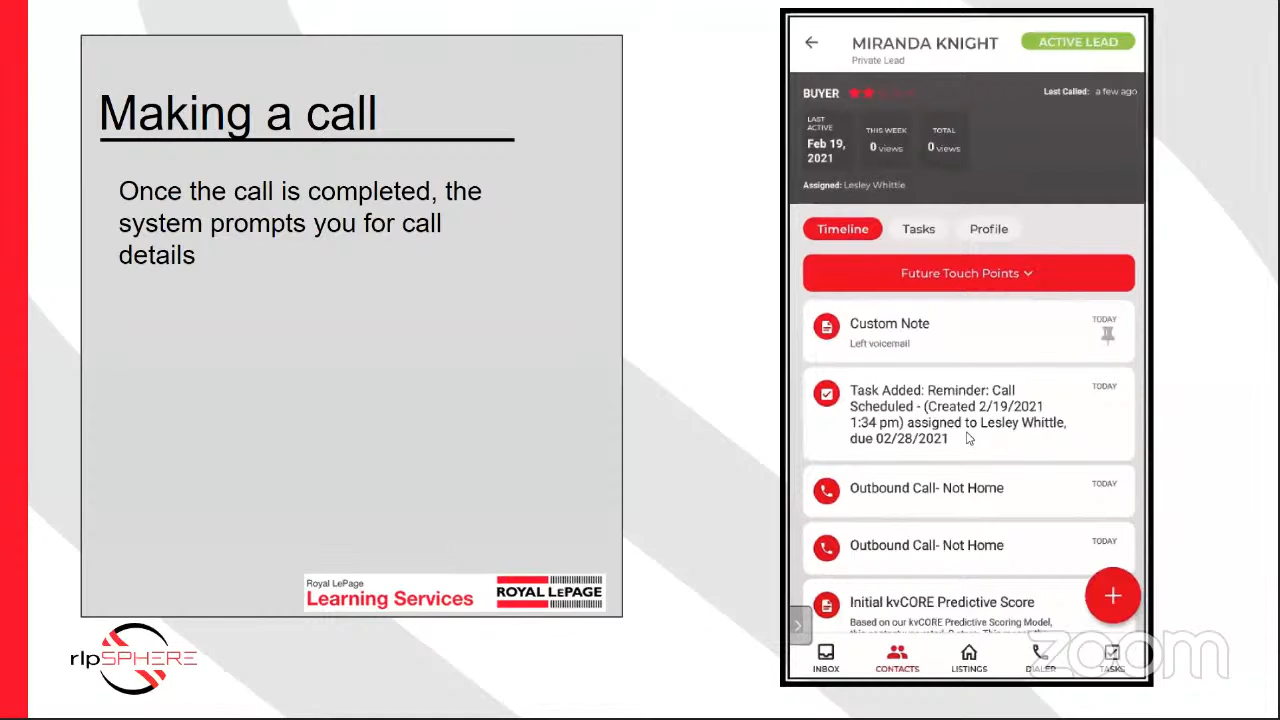 Making a call
Once the call is completed, the
system prompts you for call
details
Royal LePage
Learning Services
ROYAL LEPAGE
rlpSPHERE
MIRANDA KNIGHT
ACTIVE LEAD
Private Lead
BUYER
Last Called: a few ago
LAST
ACTIVE
Feb 19,
2021
THIS WEEK
0 views
TOTAL
0 views
Assigned: Lesley Whittle
Timeline
Tasks
Profile
Future Touch Points
Custom Note
TODAY
Left voicemail
Task Added: Reminder: Call
Scheduled - (Created 2/19/2021
1:34 pm) assigned to Lesley Whittle,
due 02/28/2021
TODAY
Outbound Call- Not Home
TODAY
Outbound Call- Not Home
TODAY
Initial kvCORE Predictive Score
Based on our kvCORE Predictive Scoring Model,
INBOX
CONTACTS
LISTINGS
DIALER
TASKS
zoom